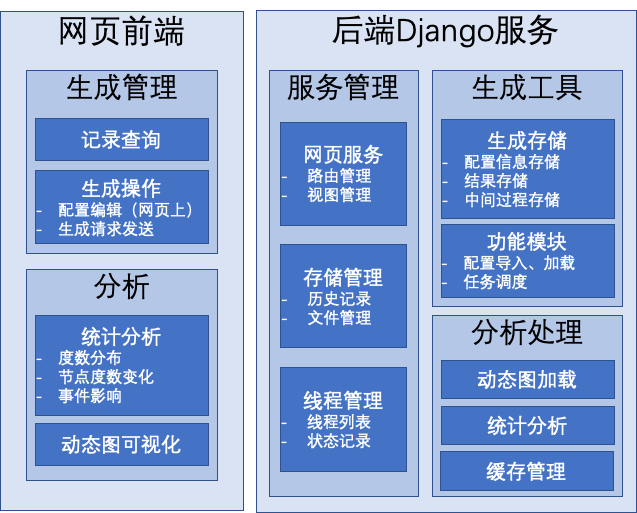 网页前端
生成管理
记录查询
生成操作
- 配置编辑（网页上）
- 生成请求发送
分析
统计分析
- 度数分布
- 节点度数变化
- 事件影响
动态图可视化
后端Django服务
服务管理
网页服务
- 路由管理
- 视图管理
存储管理
- 历史记录
- 文件管理
线程管理
- 线程列表
- 状态记录
生成工具
生成存储
- 配置信息存储
- 结果存储
- 中间过程存储
功能模块
- 配置导入、加载
- 任务调度
分析处理
动态图加载
统计分析
缓存管理